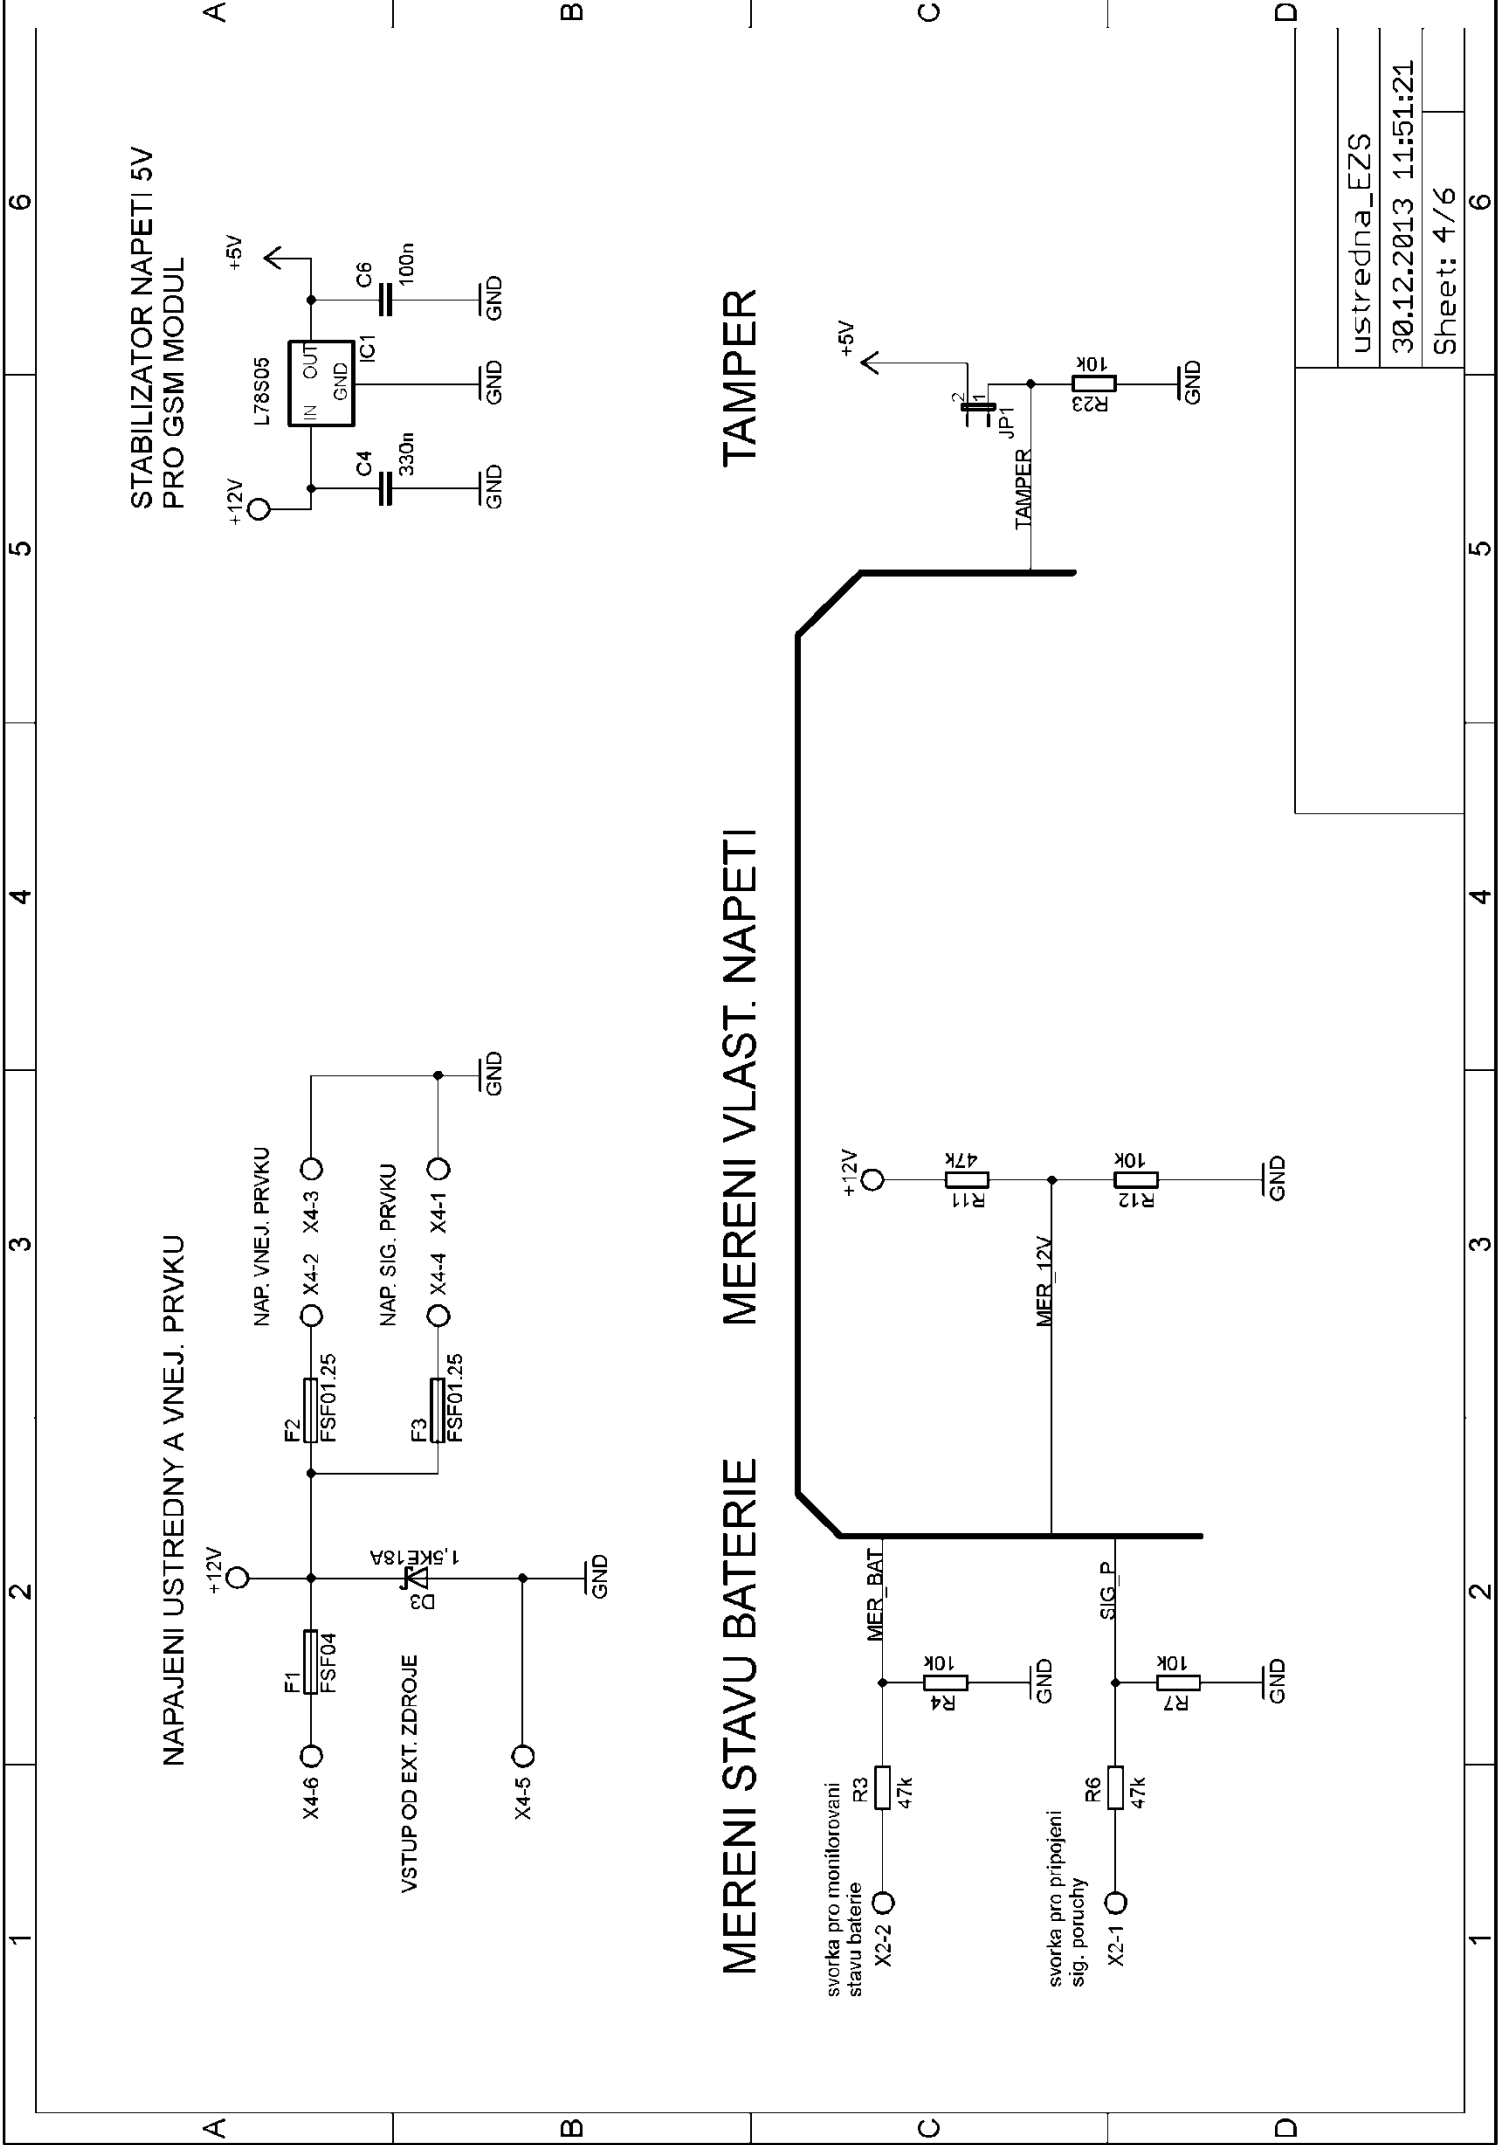 1 2 3 4 5 6
A
B
C
D
NAPAJENI USTREDNY A VNEJ. PRVKU
X4-6
F1
FSF04
+12V
D3
1,5KE18A
GND
VSTUP OD EXT. ZDROJE
X4-5
F2
FSF01.25
NAP. VNEJ. PRVKU
X4-2 X4-3
F3
FSF01.25
NAP. SIG. PRVKU
X4-4 X4-1
GND
STABILIZATOR NAPETI 5V
PRO GSM MODUL
+12V
L78S05
IN OUT
GND
IC1
+5V
C4
330n
C6
100n
GND
GND
GND
MERENI STAVU BATERIE
svorka pro monitorovani
stavu baterie
X2-2
R3
47k
MER_BAT
R4
10k
GND
svorka pro pripojeni
sig. poruchy
X2-1
R6
47k
SIG_P
R7
10k
GND
MERENI VLAST. NAPETI
+12V
R11
47k
MER_12V
R12
10k
GND
TAMPER
+5V
2
1
JP1
TAMPER
R23
10k
GND
ustredna_EZS
30.12.2013 11:51:21
Sheet: 4/6
A
B
C
D
1 2 3 4 5 6